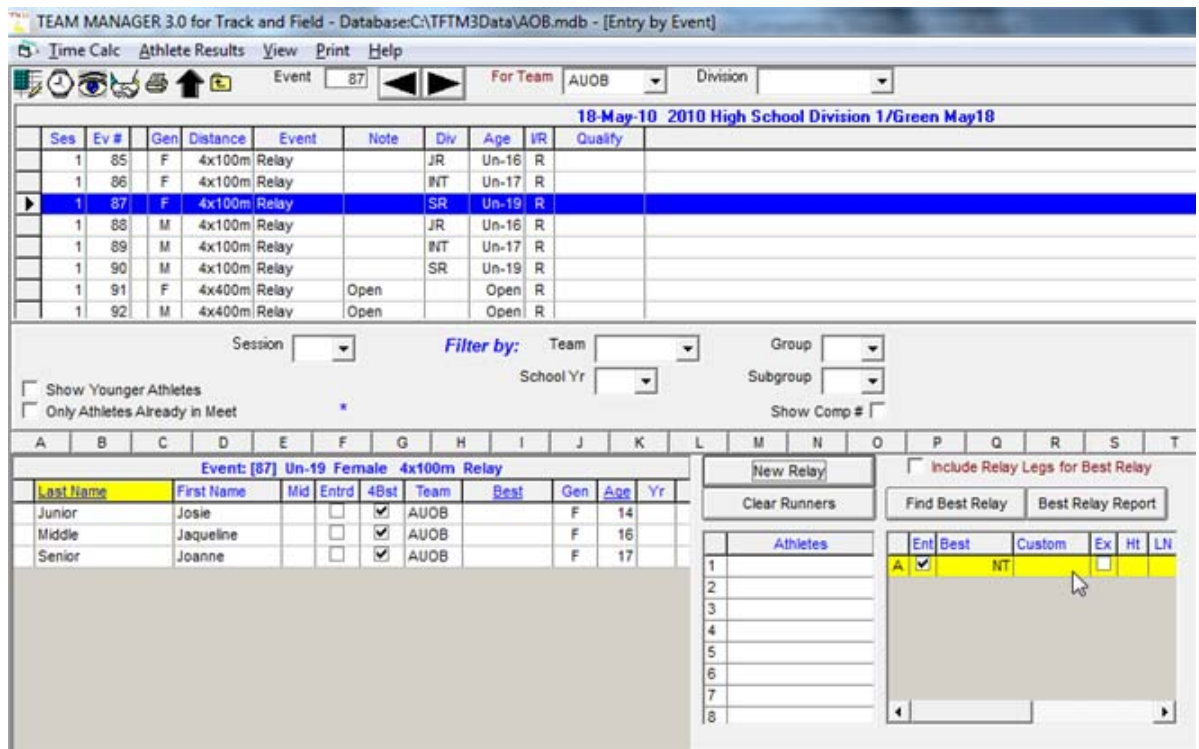 TEAM MANAGER 3.0 for Track and Field - Database:C:\TFTM3Data\AOB.mdb - [Entry by Event]
Time Calc Athlete Results View Print Help
Event 87 For Team AUOB Division
18-May-10 2010 High School Division 1/Green May18
Ses Ev # Gen Distance Event Note Div Age I/R Qualify
1 85 F 4x100m Relay JR Un-16 R
1 86 F 4x100m Relay INT Un-17 R
1 87 F 4x100m Relay SR Un-19 R
1 88 M 4x100m Relay JR Un-16 R
1 89 M 4x100m Relay INT Un-17 R
1 90 M 4x100m Relay SR Un-19 R
1 91 F 4x400m Relay Open Open R
1 92 M 4x400m Relay Open Open R
Session Filter by: Team Group
School Yr Subgroup
Show Younger Athletes
Only Athletes Already in Meet * Show Comp #
A B C D E F G H I J K L M N O P Q R S T
Event: [87] Un-19 Female 4x100m Relay
Last Name First Name Mid Entrd 4Bst Team Best Gen Age Yr
Junior Josie AUOB F 14
Middle Jaqueline AUOB F 16
Senior Joanne AUOB F 17
New Relay Include Relay Legs for Best Relay
Clear Runners Find Best Relay Best Relay Report
Athletes
1
2
3
4
5
6
7
8
Ent Best Custom Ex Ht LN
A NT